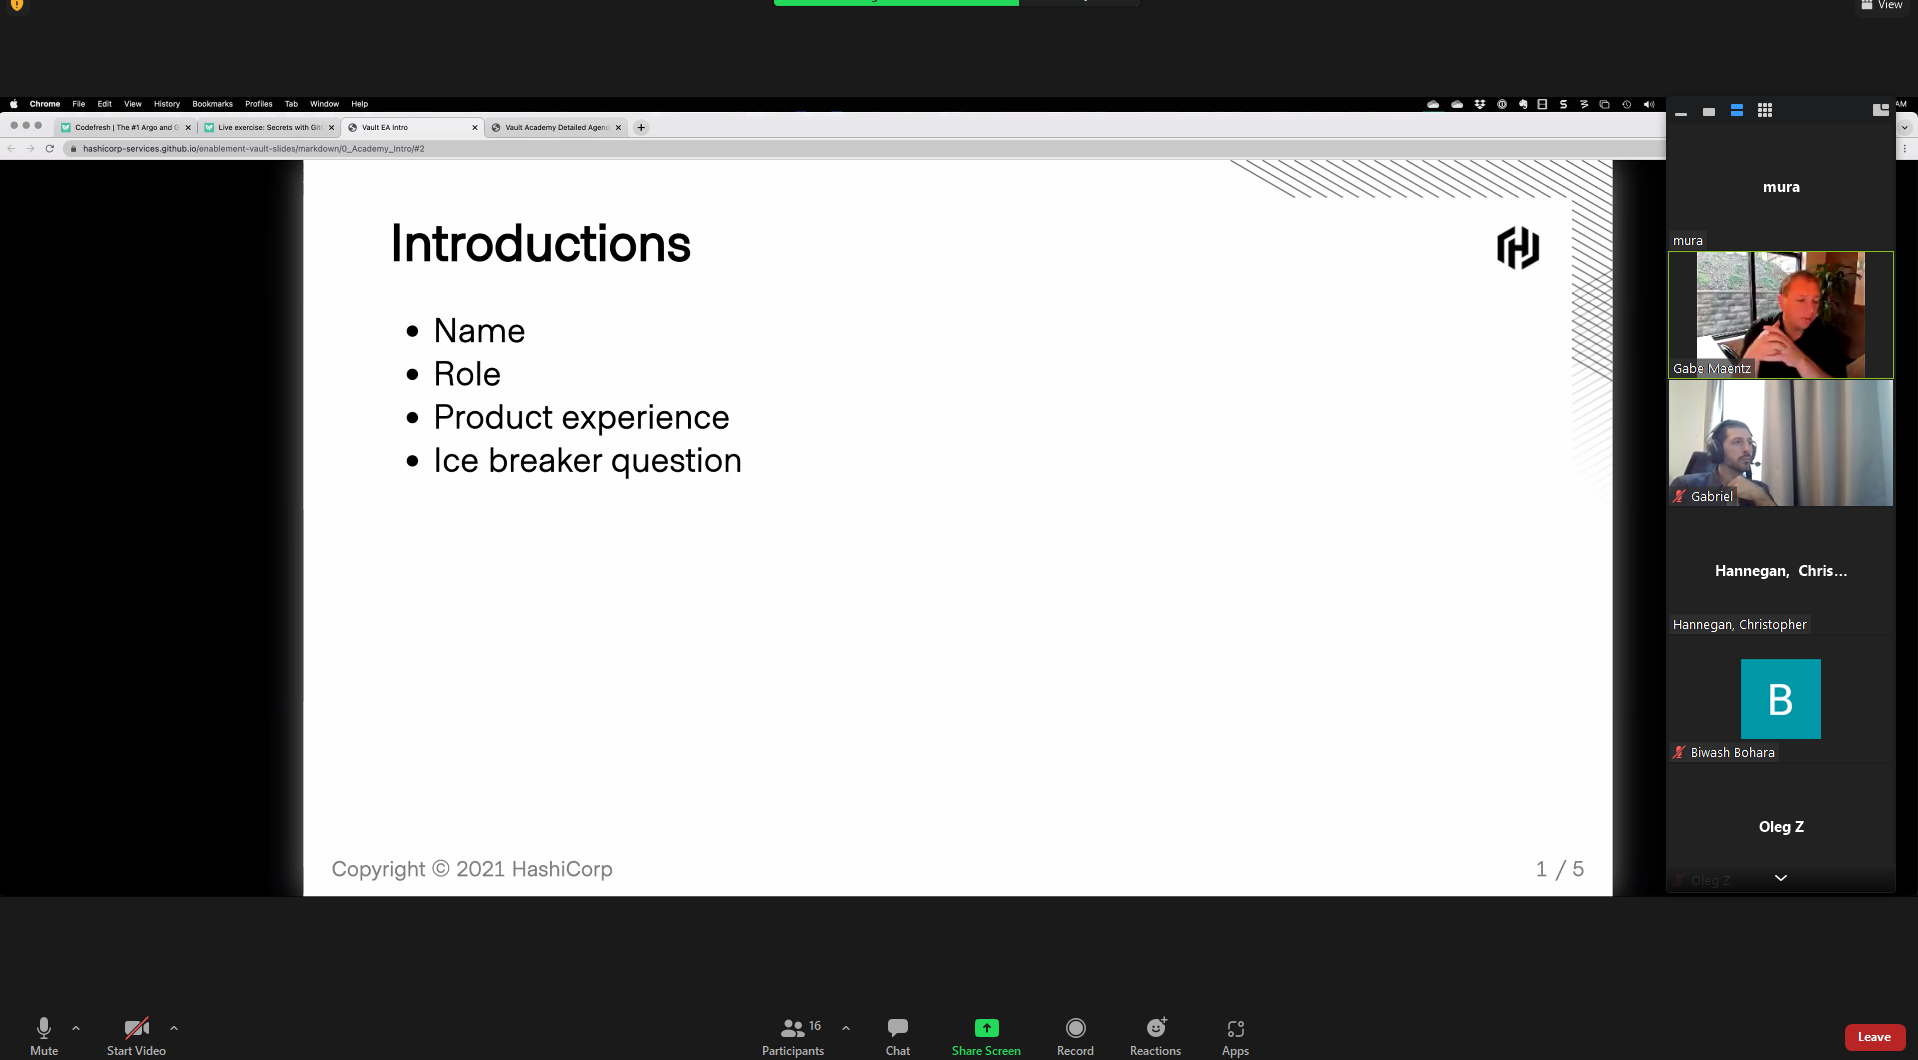 View
Chrome File Edit View History Bookmarks Profiles Tab Window Help
AM
Codefresh | The #1 Argo and G
Live exercise: Secrets with Git
Vault EA Intro
Vault Academy Detailed Agen
hashicorp-services.github.io/enablement-vault-slides/markdown/0_Academy_Intro/#2
Introductions
• Name
• Role
• Product experience
• Ice breaker question
Copyright © 2021 HashiCorp
1 / 5
mura
mura
Gabe Maentz
Gabriel
Hannegan, Chris...
Hannegan, Christopher
B
Biwash Bohara
Oleg Z
Oleg Z
Mute
Start Video
16
Participants
Chat
Share Screen
Record
Reactions
Apps
Leave